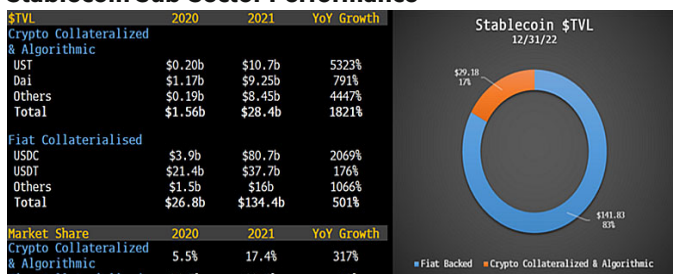 $TVL 2020 2021 YoY Growth
Crypto Collateralized
& Algorithmic
UST $0.20b $10.7b 5323%
Dai $1.17b $9.25b 791%
Others $0.19b $8.45b 4447%
Total $1.56b $28.4b 1821%
Fiat Collaterialised
USDC $3.9b $80.7b 2069%
USDT $21.4b $37.7b 176%
Others $1.5b $16b 1066%
Total $26.8b $134.4b 501%
Market Share 2020 2021 YoY Growth
Crypto Collateralized
& Algorithmic 5.5% 17.4% 317%
Stablecoin $TVL
12/31/22
$29.18
17%
$141.83
83%
Fiat Backed Crypto Collateralized & Algorithmic